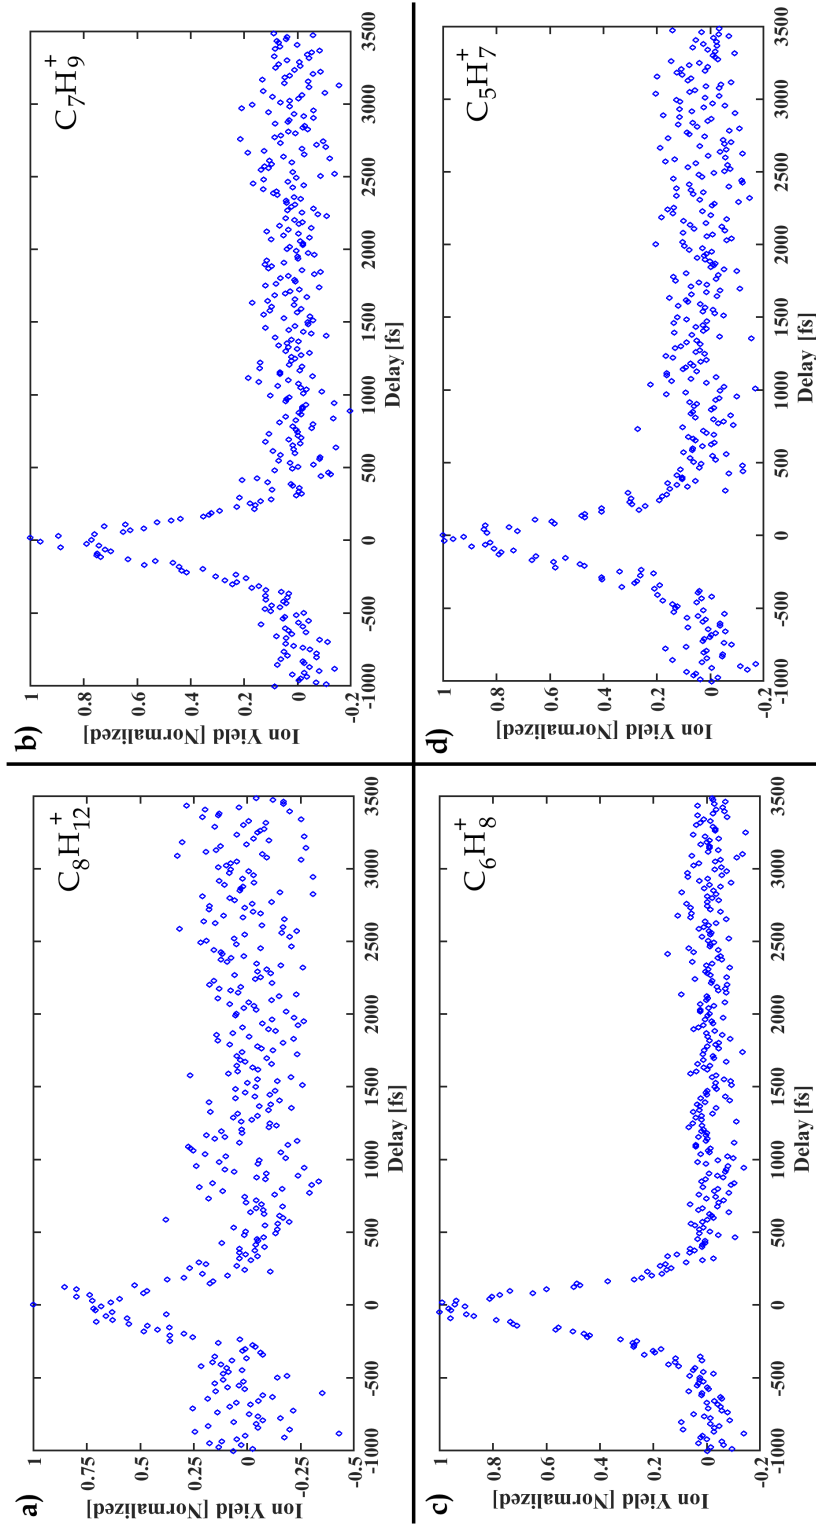 a)
C8H12+
1
0.75
0.5
0.25
0
-0.25
-0.5
Ion Yield [Normalized]
-1000 -500 0 500 1000 1500 2000 2500 3000 3500
Delay [fs]
b)
C7H9+
1
0.8
0.6
0.4
0.2
0
-0.2
Ion Yield [Normalized]
-1000 -500 0 500 1000 1500 2000 2500 3000 3500
Delay [fs]
c)
C6H8+
1
0.8
0.6
0.4
0.2
0
-0.2
Ion Yield [Normalized]
-1000 -500 0 500 1000 1500 2000 2500 3000 3500
Delay [fs]
d)
C5H7+
1
0.8
0.6
0.4
0.2
0
-0.2
Ion Yield [Normalized]
-1000 -500 0 500 1000 1500 2000 2500 3000 3500
Delay [fs]